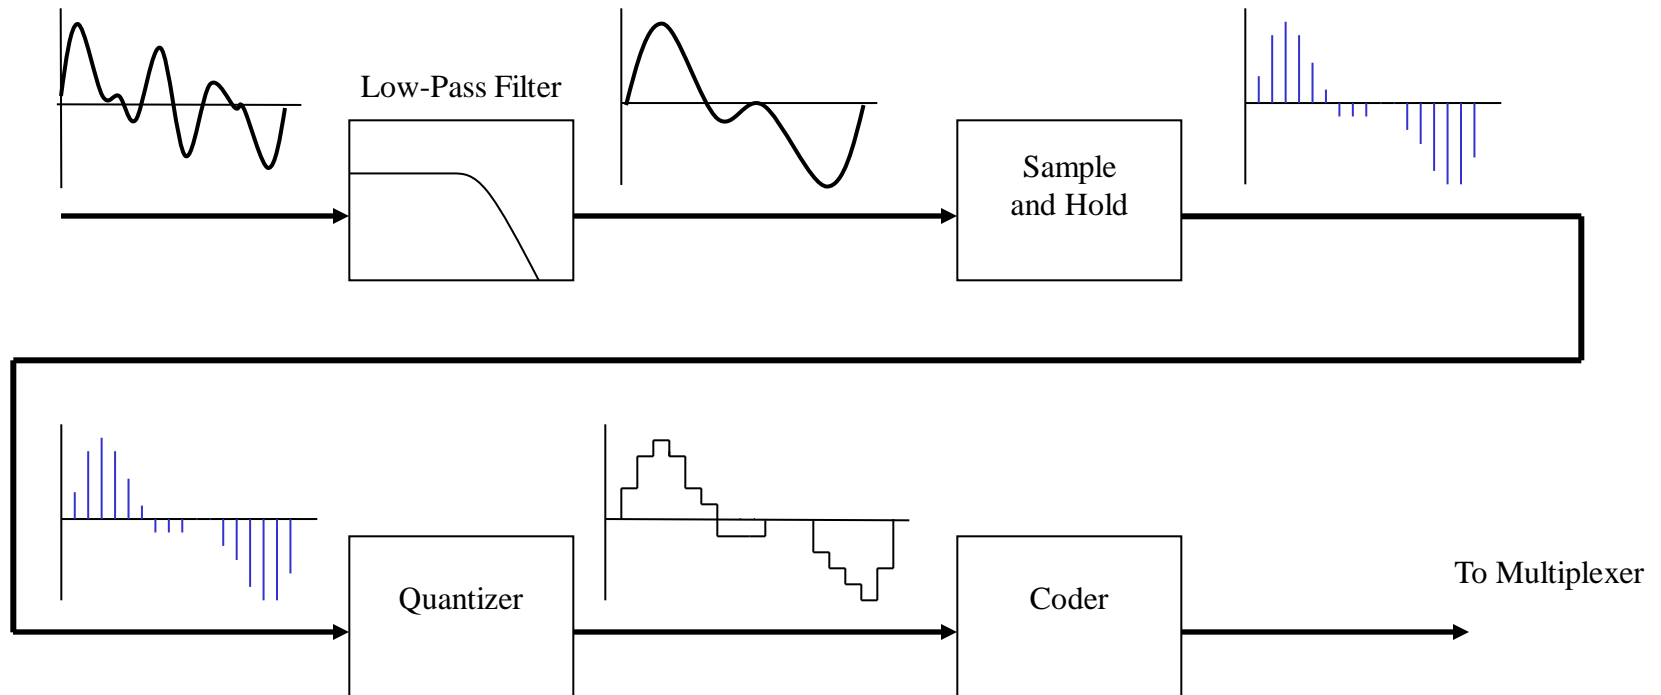 Low-Pass Filter
Sample
and Hold
Quantizer
Coder
To Multiplexer